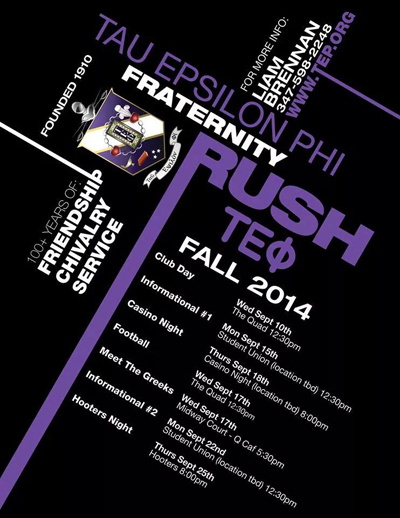 TAU EPSILON PHI
FRATERNITY
FOUNDED 1910
FOR MORE INFO:
LIAM
BRENNAN
347-598-2248
WWW.TEP.ORG
100+ YEARS OF:
FRIENDSHIP
CHIVALRY
SERVICE
RUSH
TEΦ
FALL 2014
Club Day
Wed Sept 10th
The Quad 12:30pm
Informational #1
Mon Sept 15th
Student Union (location tbd) 12:30pm
Casino Night
Thurs Sept 18th
Casino Night (location tbd) 8:00pm
Football
Wed Sept 17th
The Quad 12:30pm
Meet The Greeks
Wed Sept 17th
Midway Court - Q Caf 5:30pm
Informational #2
Mon Sept 22nd
Student Union (location tbd) 12:30pm
Hooters Night
Thurs Sept 25th
Hooters 8:00pm